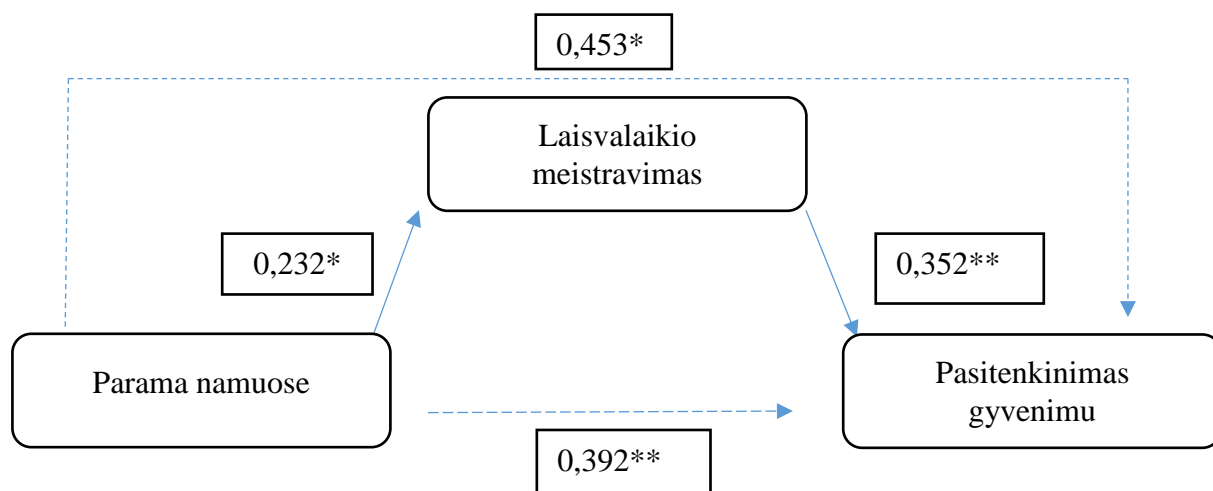 0,453*
Laisvalaikio
meistravimas
0,232*
0,352**
Parama namuose
Pasitenkinimas
gyvenimu
0,392**